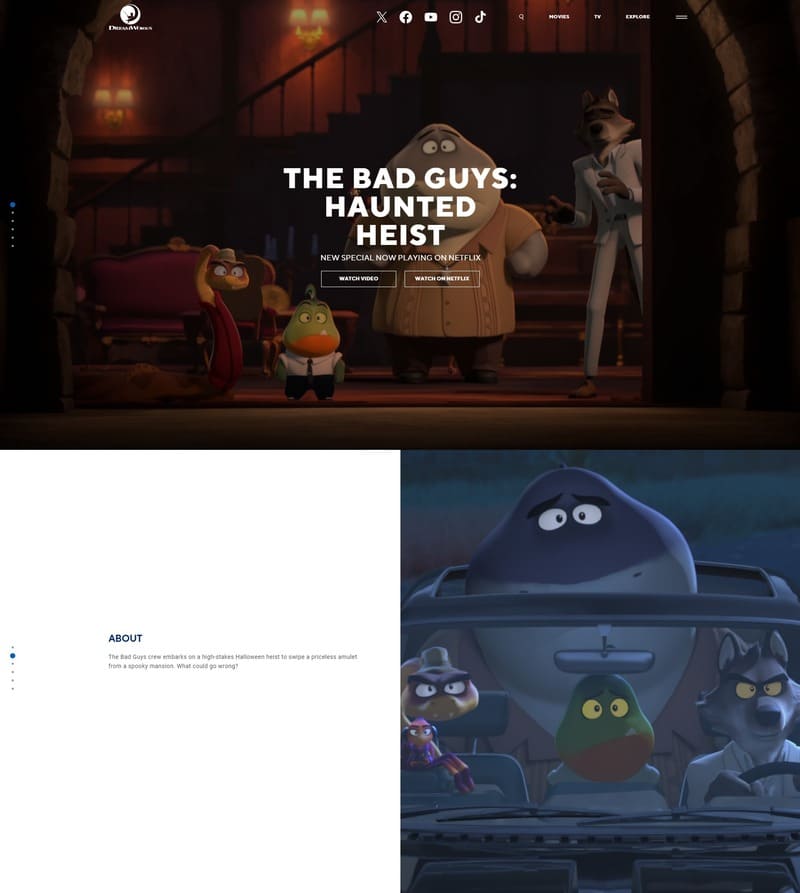 DREAMWORKS
MOVIES
TV
EXPLORE
THE BAD GUYS:
HAUNTED
HEIST
NEW SPECIAL NOW PLAYING ON NETFLIX
WATCH VIDEO
WATCH ON NETFLIX
ABOUT
The Bad Guys crew embarks on a high-stakes Halloween heist to swipe a priceless amulet
from a spooky mansion. What could go wrong?